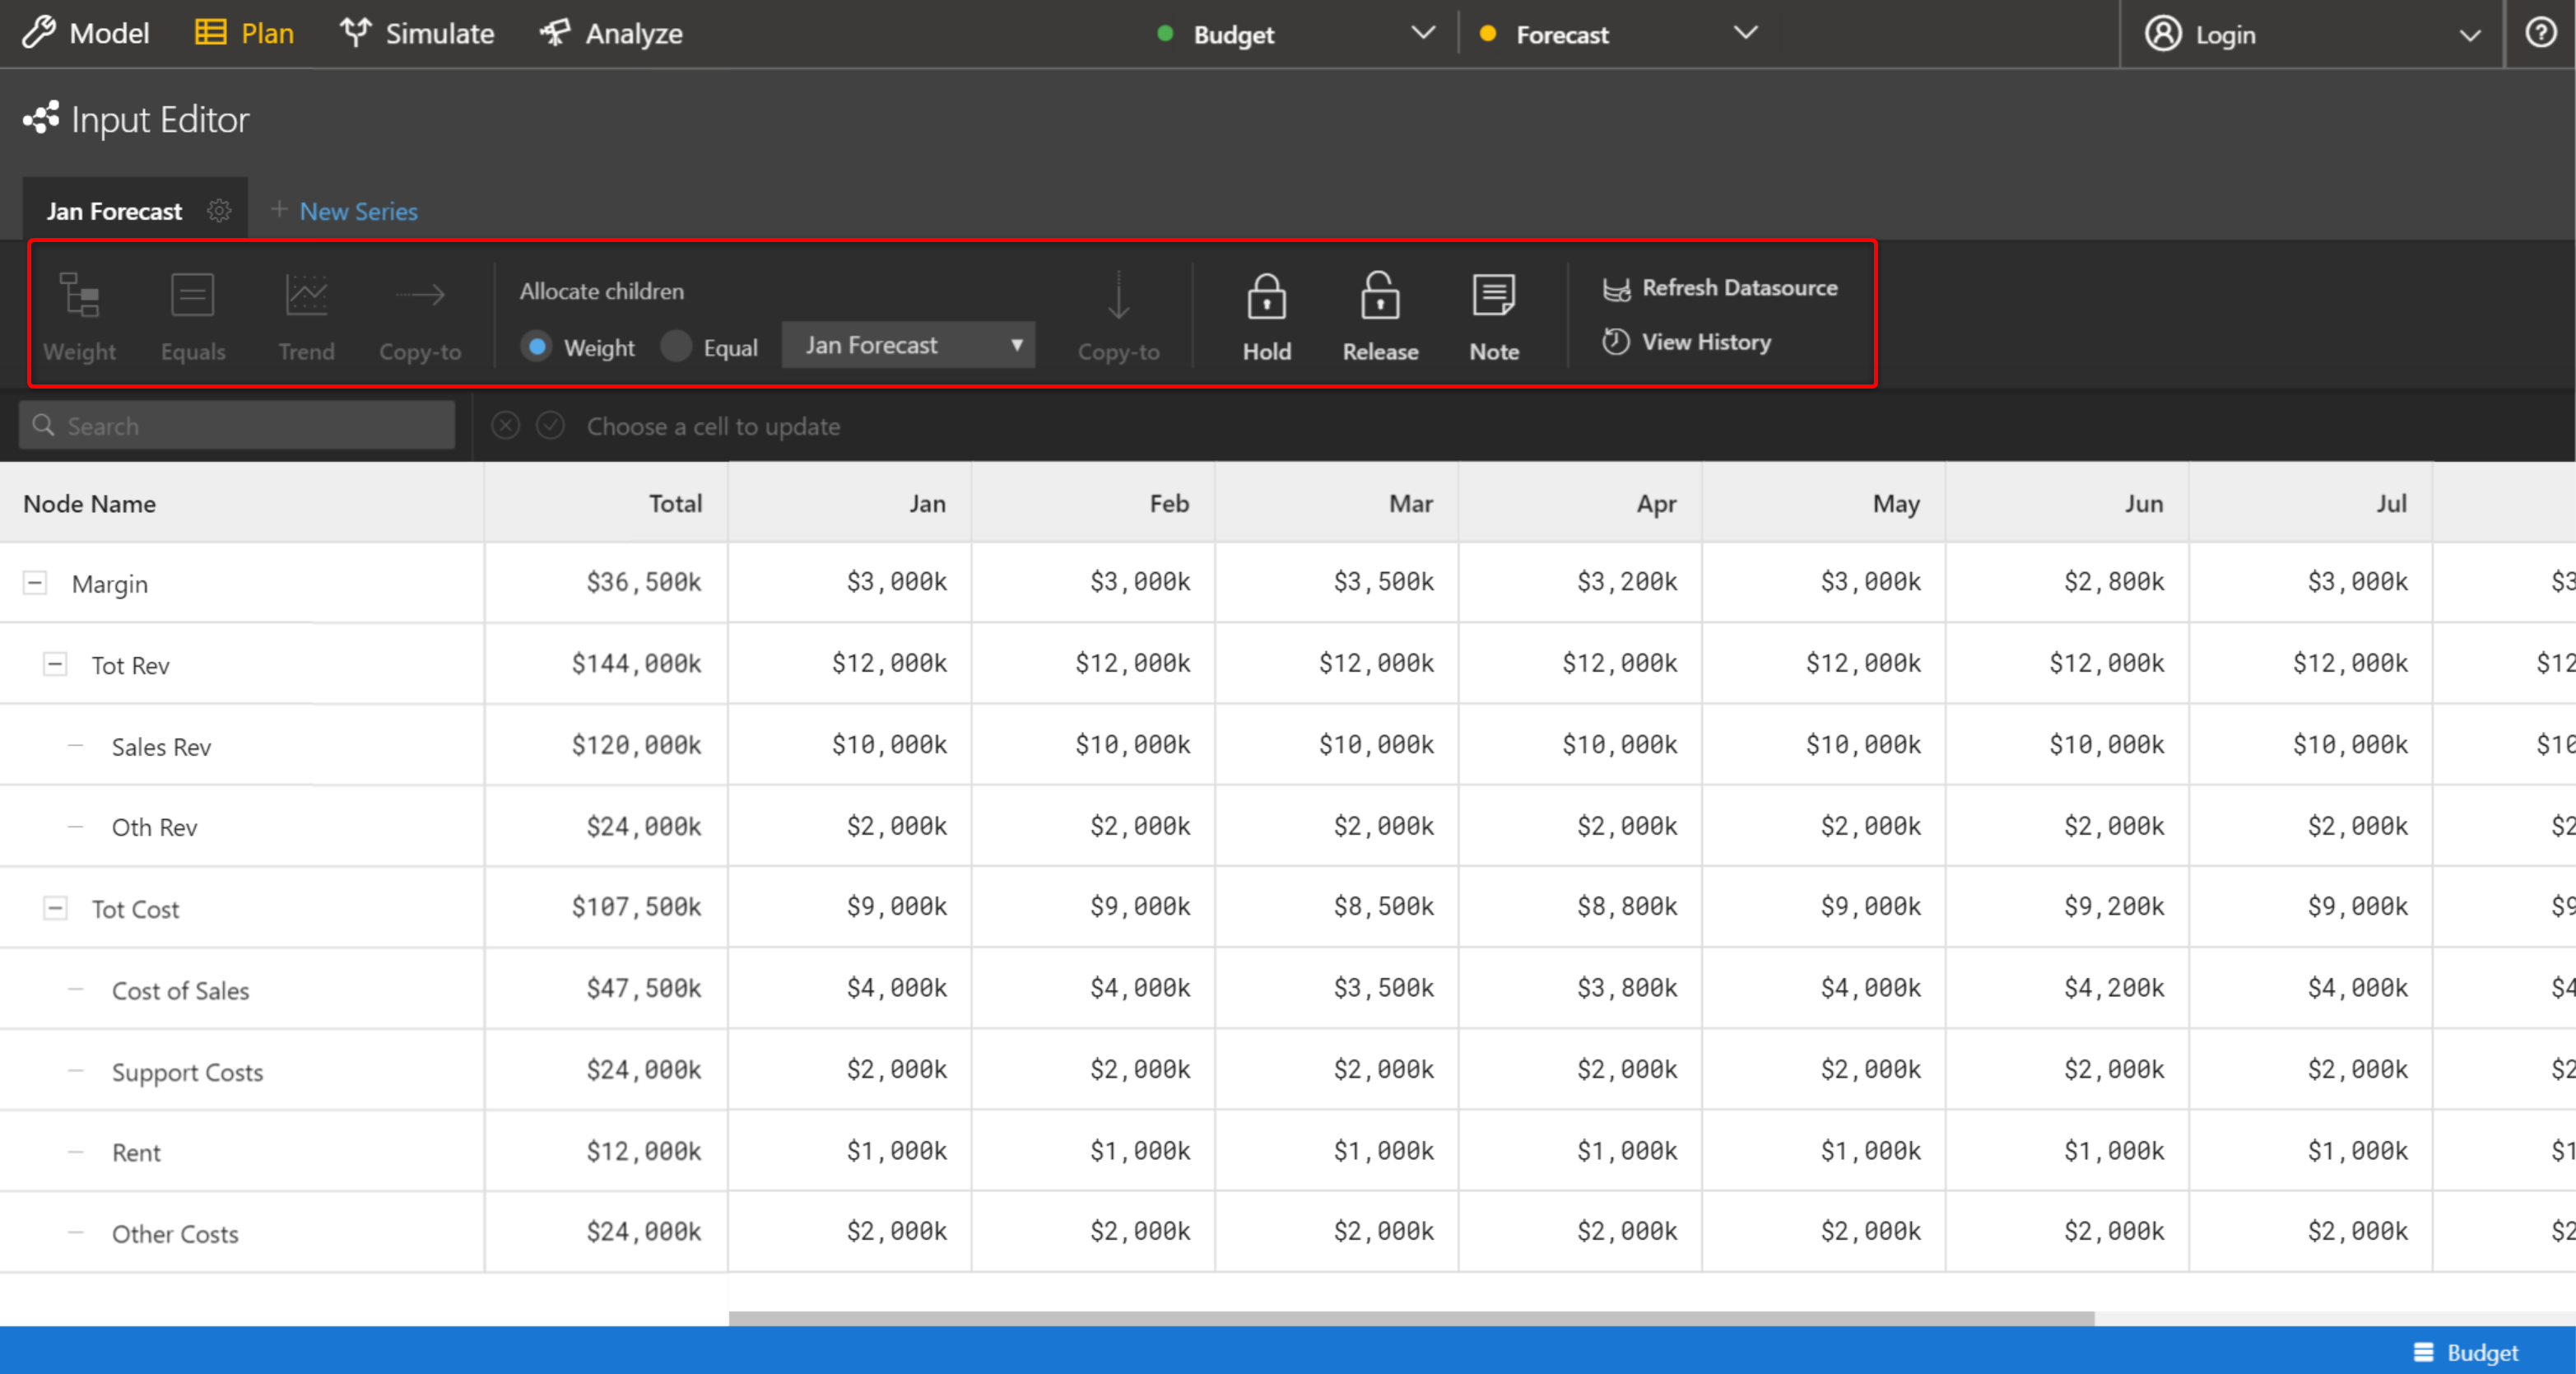 Model Plan Simulate Analyze Budget Forecast Login ?
Input Editor
Jan Forecast + New Series
Weight Equals Trend Copy-to Allocate children Weight Equal Jan Forecast Copy-to Hold Release Note Refresh Datasource View History
Search Choose a cell to update
Node Name Total Jan Feb Mar Apr May Jun Jul
Margin $36,500k $3,000k $3,000k $3,500k $3,200k $3,000k $2,800k $3,000k $3
Tot Rev $144,000k $12,000k $12,000k $12,000k $12,000k $12,000k $12,000k $12,000k $12
Sales Rev $120,000k $10,000k $10,000k $10,000k $10,000k $10,000k $10,000k $10,000k $10
Oth Rev $24,000k $2,000k $2,000k $2,000k $2,000k $2,000k $2,000k $2,000k $2
Tot Cost $107,500k $9,000k $9,000k $8,500k $8,800k $9,000k $9,200k $9,000k $9
Cost of Sales $47,500k $4,000k $4,000k $3,500k $3,800k $4,000k $4,200k $4,000k $4
Support Costs $24,000k $2,000k $2,000k $2,000k $2,000k $2,000k $2,000k $2,000k $2
Rent $12,000k $1,000k $1,000k $1,000k $1,000k $1,000k $1,000k $1,000k $1
Other Costs $24,000k $2,000k $2,000k $2,000k $2,000k $2,000k $2,000k $2,000k $2
Budget